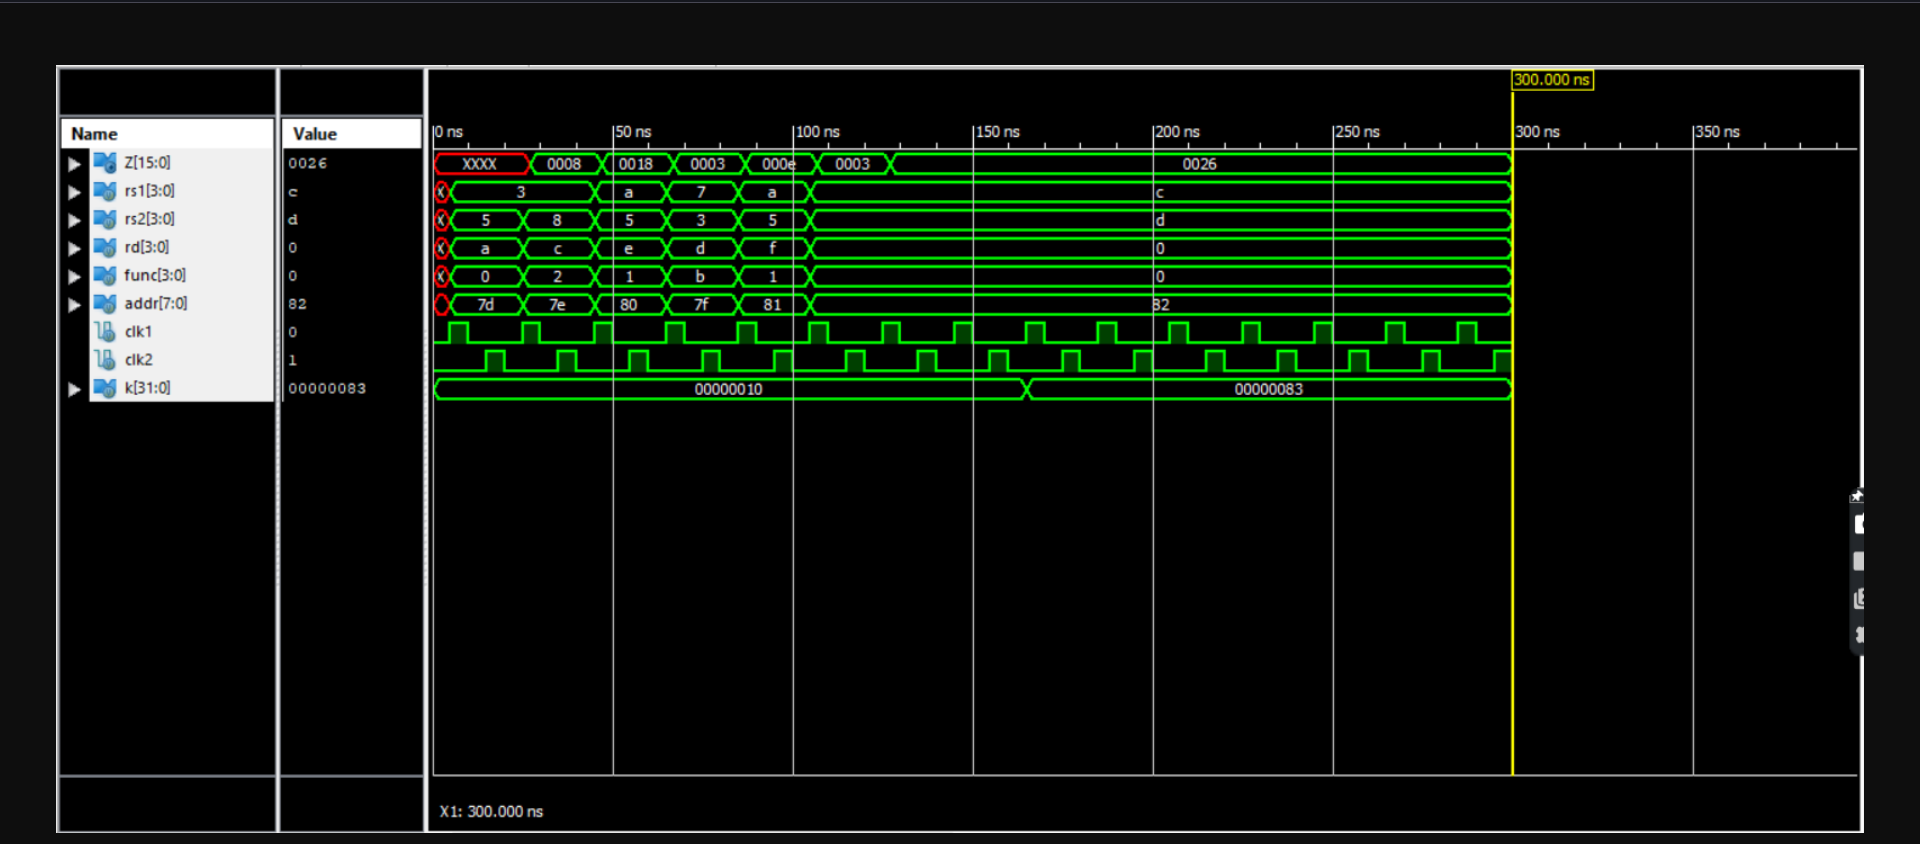 300.000 ns
Name Value 0 ns 50 ns 100 ns 150 ns 200 ns 250 ns 300 ns 350 ns
Z[15:0] 0026 XXXX 0008 0018 0003 000e 0003 0026
rs1[3:0] c X 3 a 7 a c
rs2[3:0] d X 5 8 5 3 5 d
rd[3:0] 0 X a c e d f 0
func[3:0] 0 X 0 2 1 b 1 0
addr[7:0] 82 7d 7e 80 7f 81 82
clk1 0
clk2 1
k[31:0] 00000083 00000010 00000083
X1: 300.000 ns